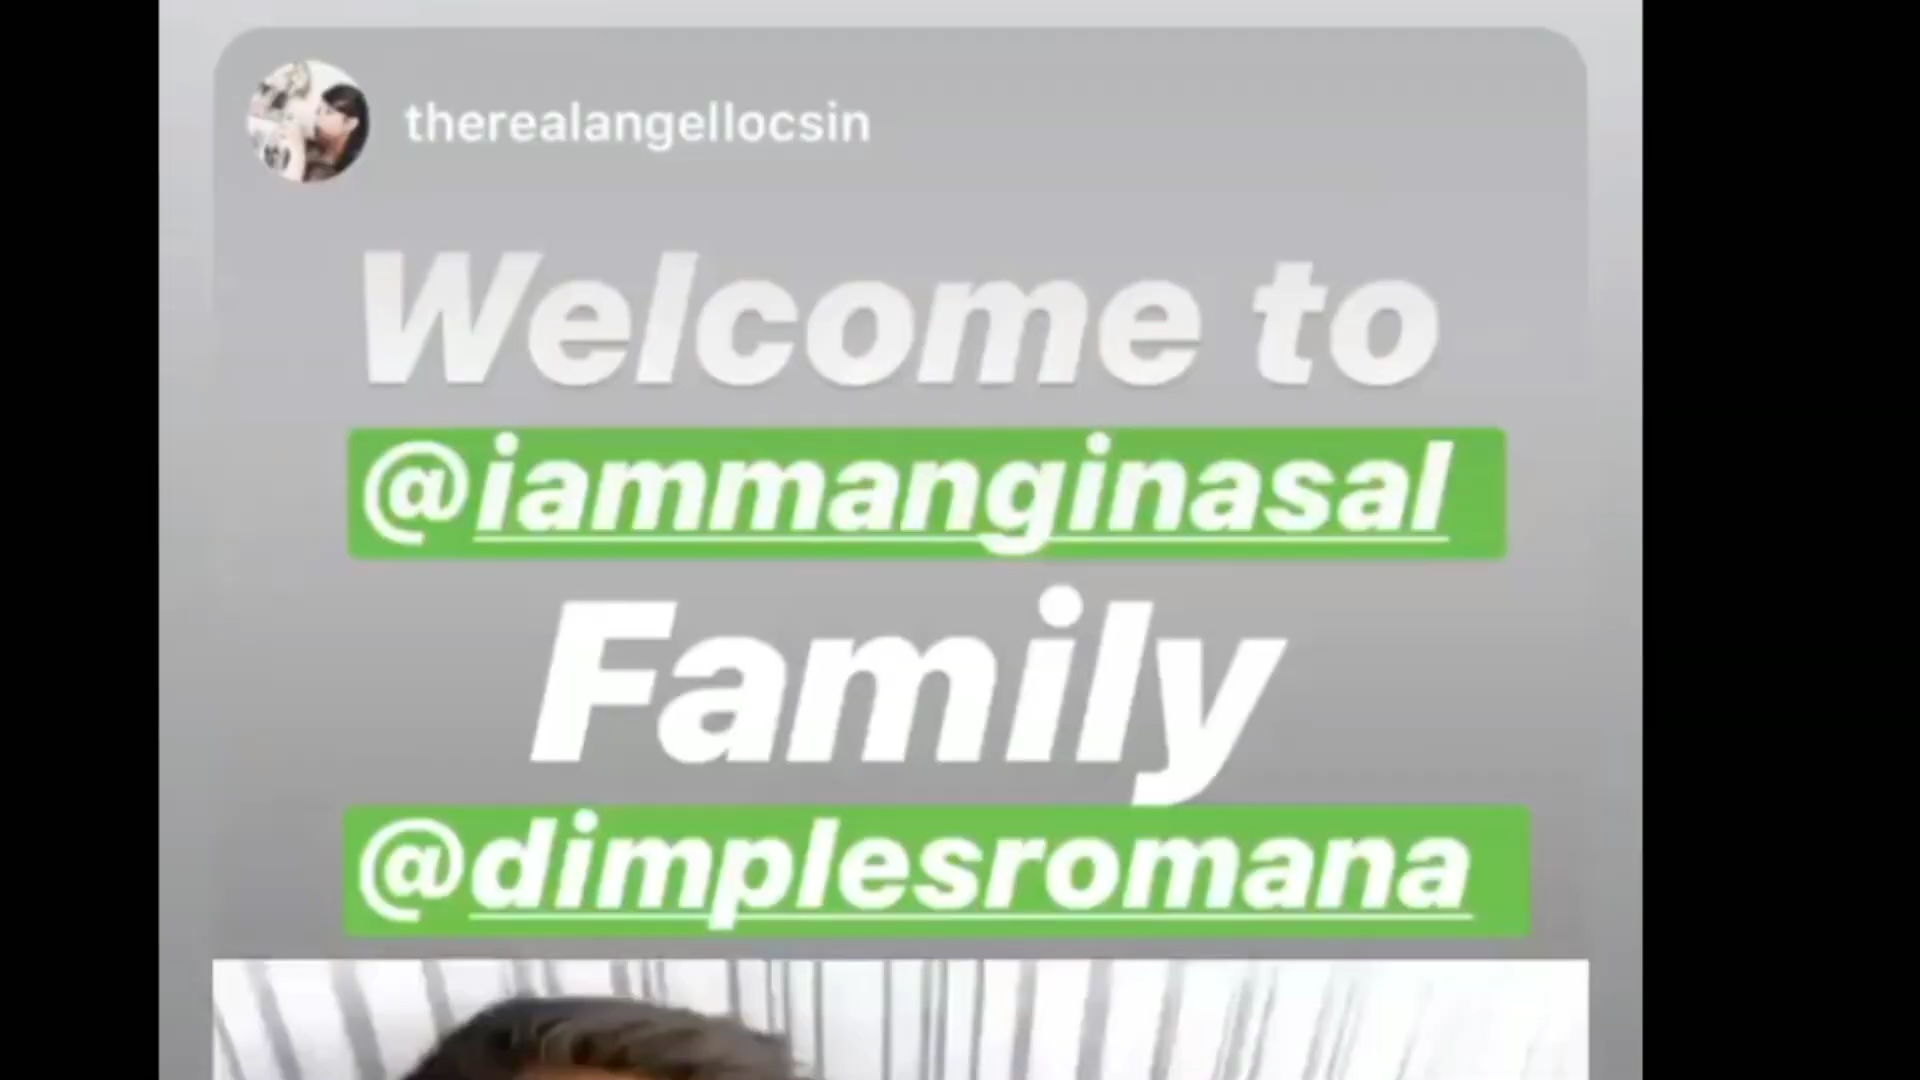 therealangellocsin
Welcome to
@iammanginasal
Family
@dimplesromana